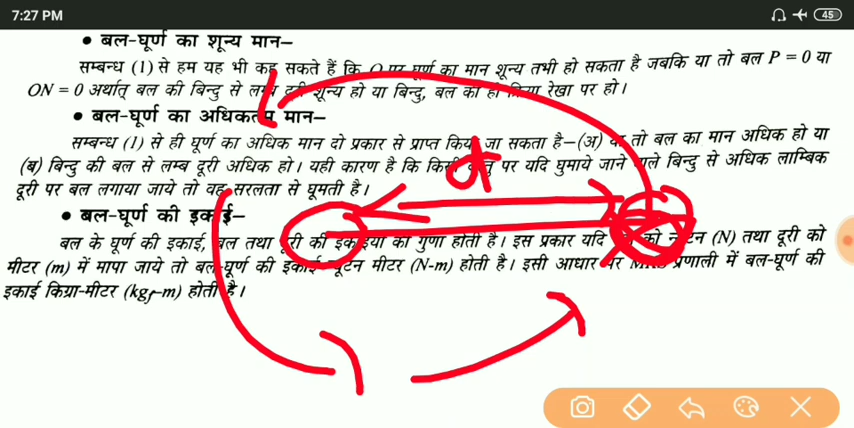 7:27 PM
45
• बल-घूर्ण का शून्य मान–
सम्बन्ध (1) से हम यह भी कह सकते हैं कि O पर घूर्ण का मान शून्य तभी हो सकता है जबकि या तो बल P = 0 या
ON = 0 अर्थात् बल की बिन्दु से लम्ब दूरी शून्य हो या बिन्दु, बल की ही क्रिया रेखा पर हो।
• बल-घूर्ण का अधिकतम मान–
सम्बन्ध (1) से ही घूर्ण का अधिक मान दो प्रकार से प्राप्त किया जा सकता है–(अ) या तो बल का मान अधिक हो या
(ब) बिन्दु की बल से लम्ब दूरी अधिक हो। यही कारण है कि किसी पर यदि घुमाये जाने वाले बिन्दु से अधिक लाम्बिक
d
दूरी पर बल लगाया जाये तो वह सरलता से घूमती है।
• बल-घूर्ण की इकाई–
बल के घूर्ण की इकाई, बल तथा दूरी की इकाइयों का गुणा होती है। इस प्रकार यदि को न्यूटन (N) तथा दूरी को
मीटर (m) में मापा जाये तो बल-घूर्ण की इकाई न्यूटन मीटर (N-m) होती है। इसी आधार पर MKS प्रणाली में बल-घूर्ण की
इकाई किग्रा-मीटर (kgf-m) होती है।